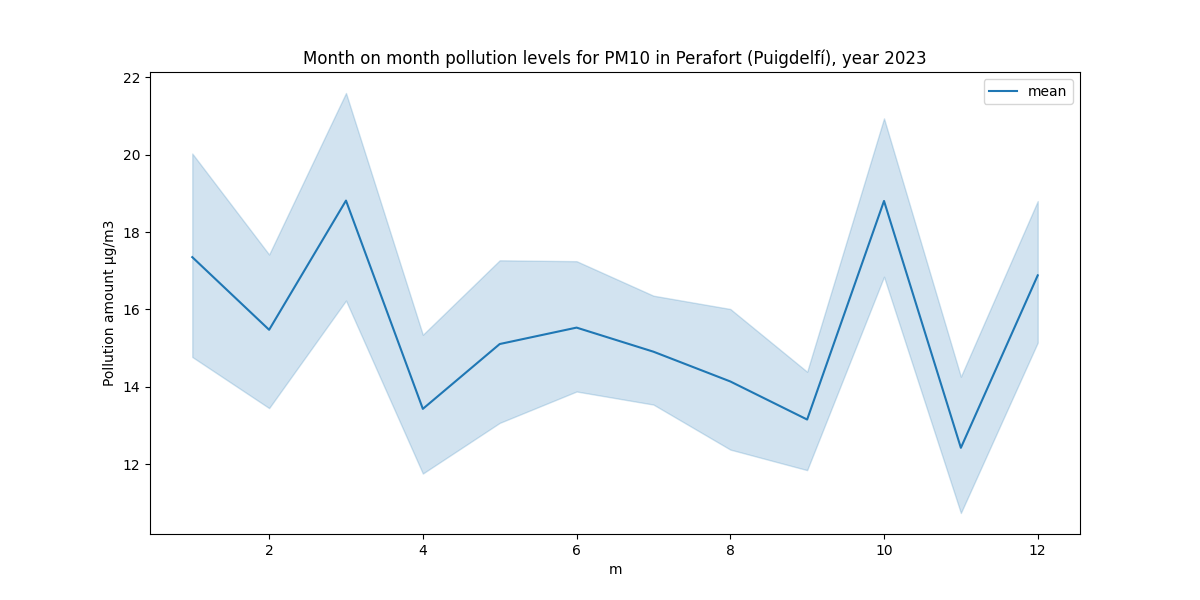 Month on month pollution levels for PM10 in Perafort (Puigdelfí), year 2023
mean
Pollution amount µg/m3
22
20
18
16
14
12
2 4 6 8 10 12
m